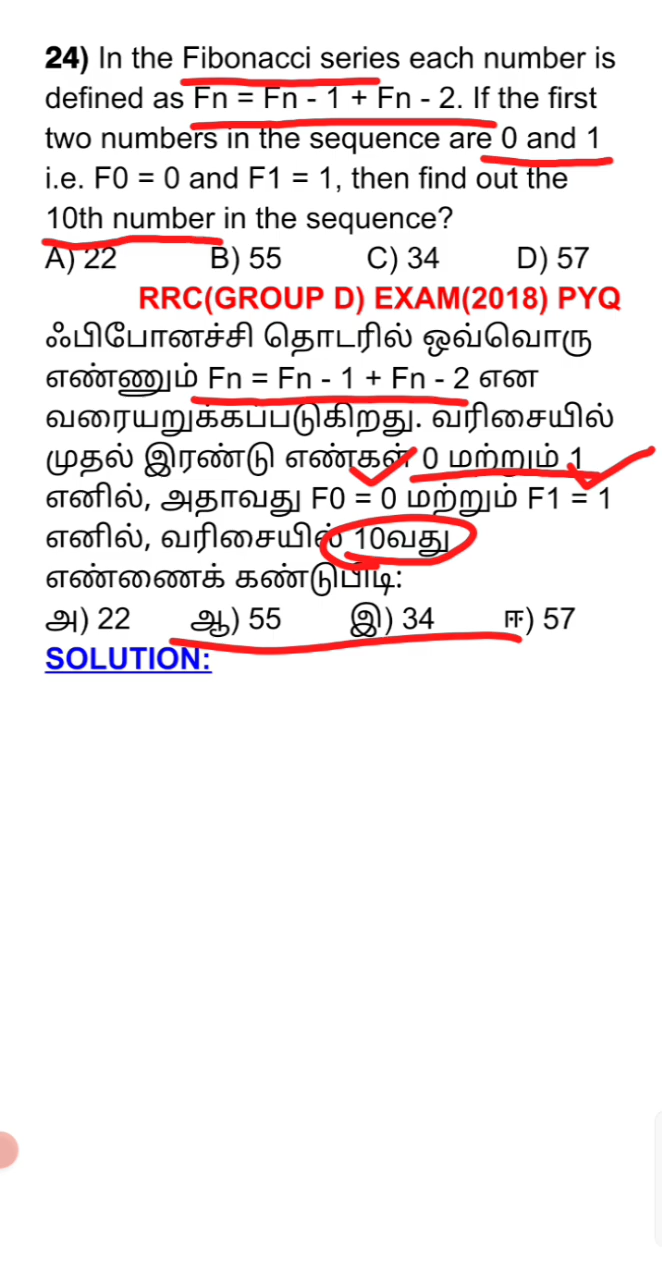 24) In the Fibonacci series each number is
defined as Fn = Fn - 1 + Fn - 2. If the first
two numbers in the sequence are 0 and 1
i.e. F0 = 0 and F1 = 1, then find out the
10th number in the sequence?
A) 22 B) 55 C) 34 D) 57
RRC(GROUP D) EXAM(2018) PYQ
ஃபிபோனச்சி தொடரில் ஒவ்வொரு
எண்ணும் Fn = Fn - 1 + Fn - 2 என
வரையறுக்கப்படுகிறது. வரிசையில்
முதல் இரண்டு எண்கள் 0 மற்றும் 1
எனில், அதாவது F0 = 0 மற்றும் F1 = 1
எனில், வரிசையில் 10வது
எண்ணைக் கண்டுபிடி:
அ) 22 ஆ) 55 இ) 34 ஈ) 57
SOLUTION: